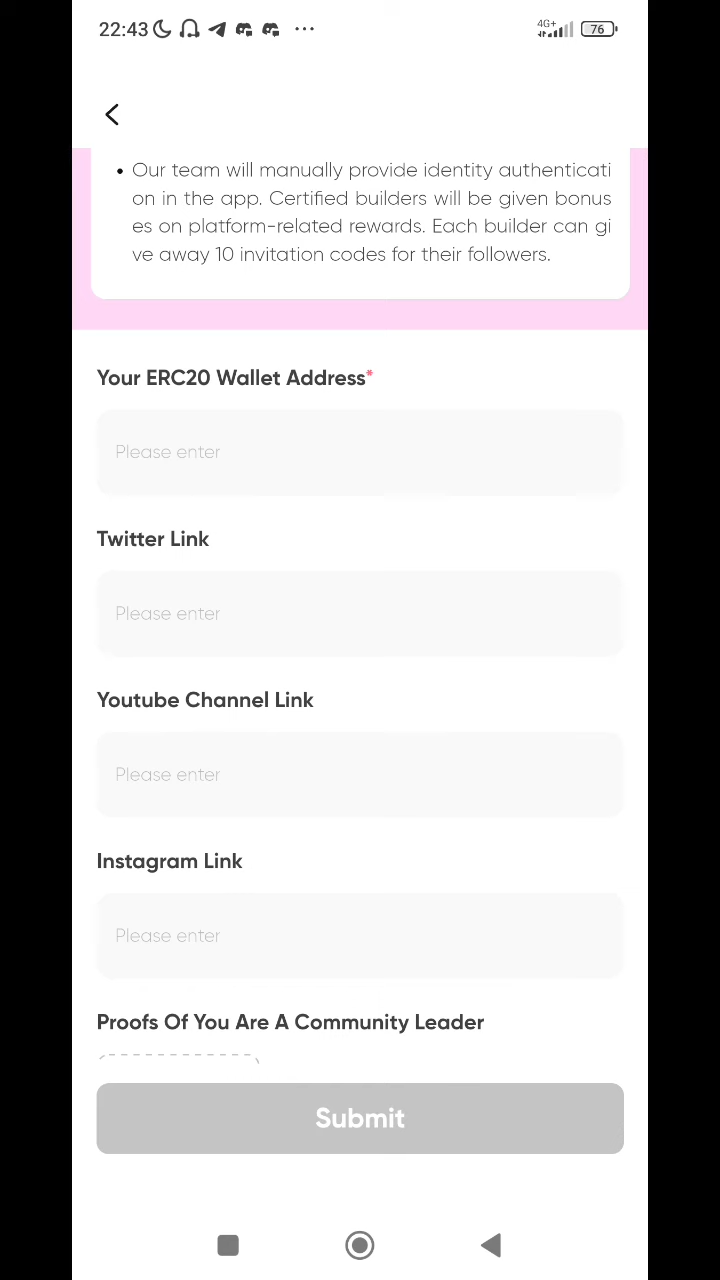 22:43
4G+
76
• Our team will manually provide identity authenticati
on in the app. Certified builders will be given bonus
es on platform-related rewards. Each builder can gi
ve away 10 invitation codes for their followers.
Your ERC20 Wallet Address*
Please enter
Twitter Link
Please enter
Youtube Channel Link
Please enter
Instagram Link
Please enter
Proofs Of You Are A Community Leader
Submit